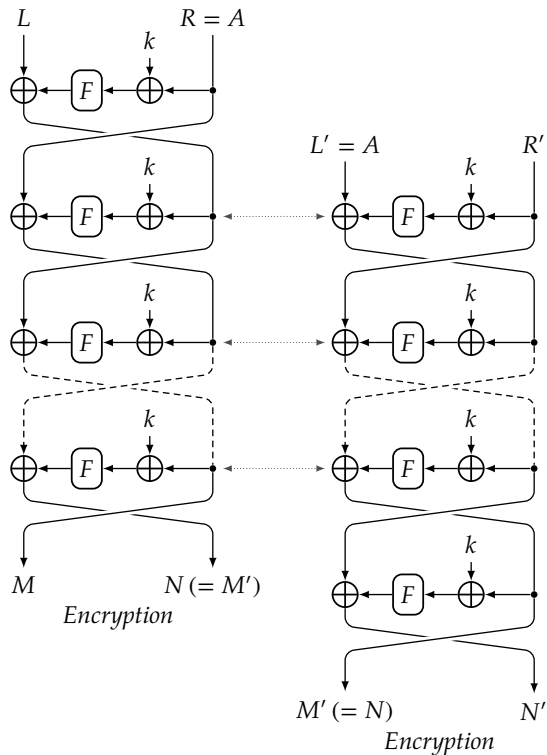 L R = A
k
F
L′ = A R′
k k
F F
k k
F F
k k
F F
M N (= M′)
k
Encryption
F
M′ (= N) N′
Encryption